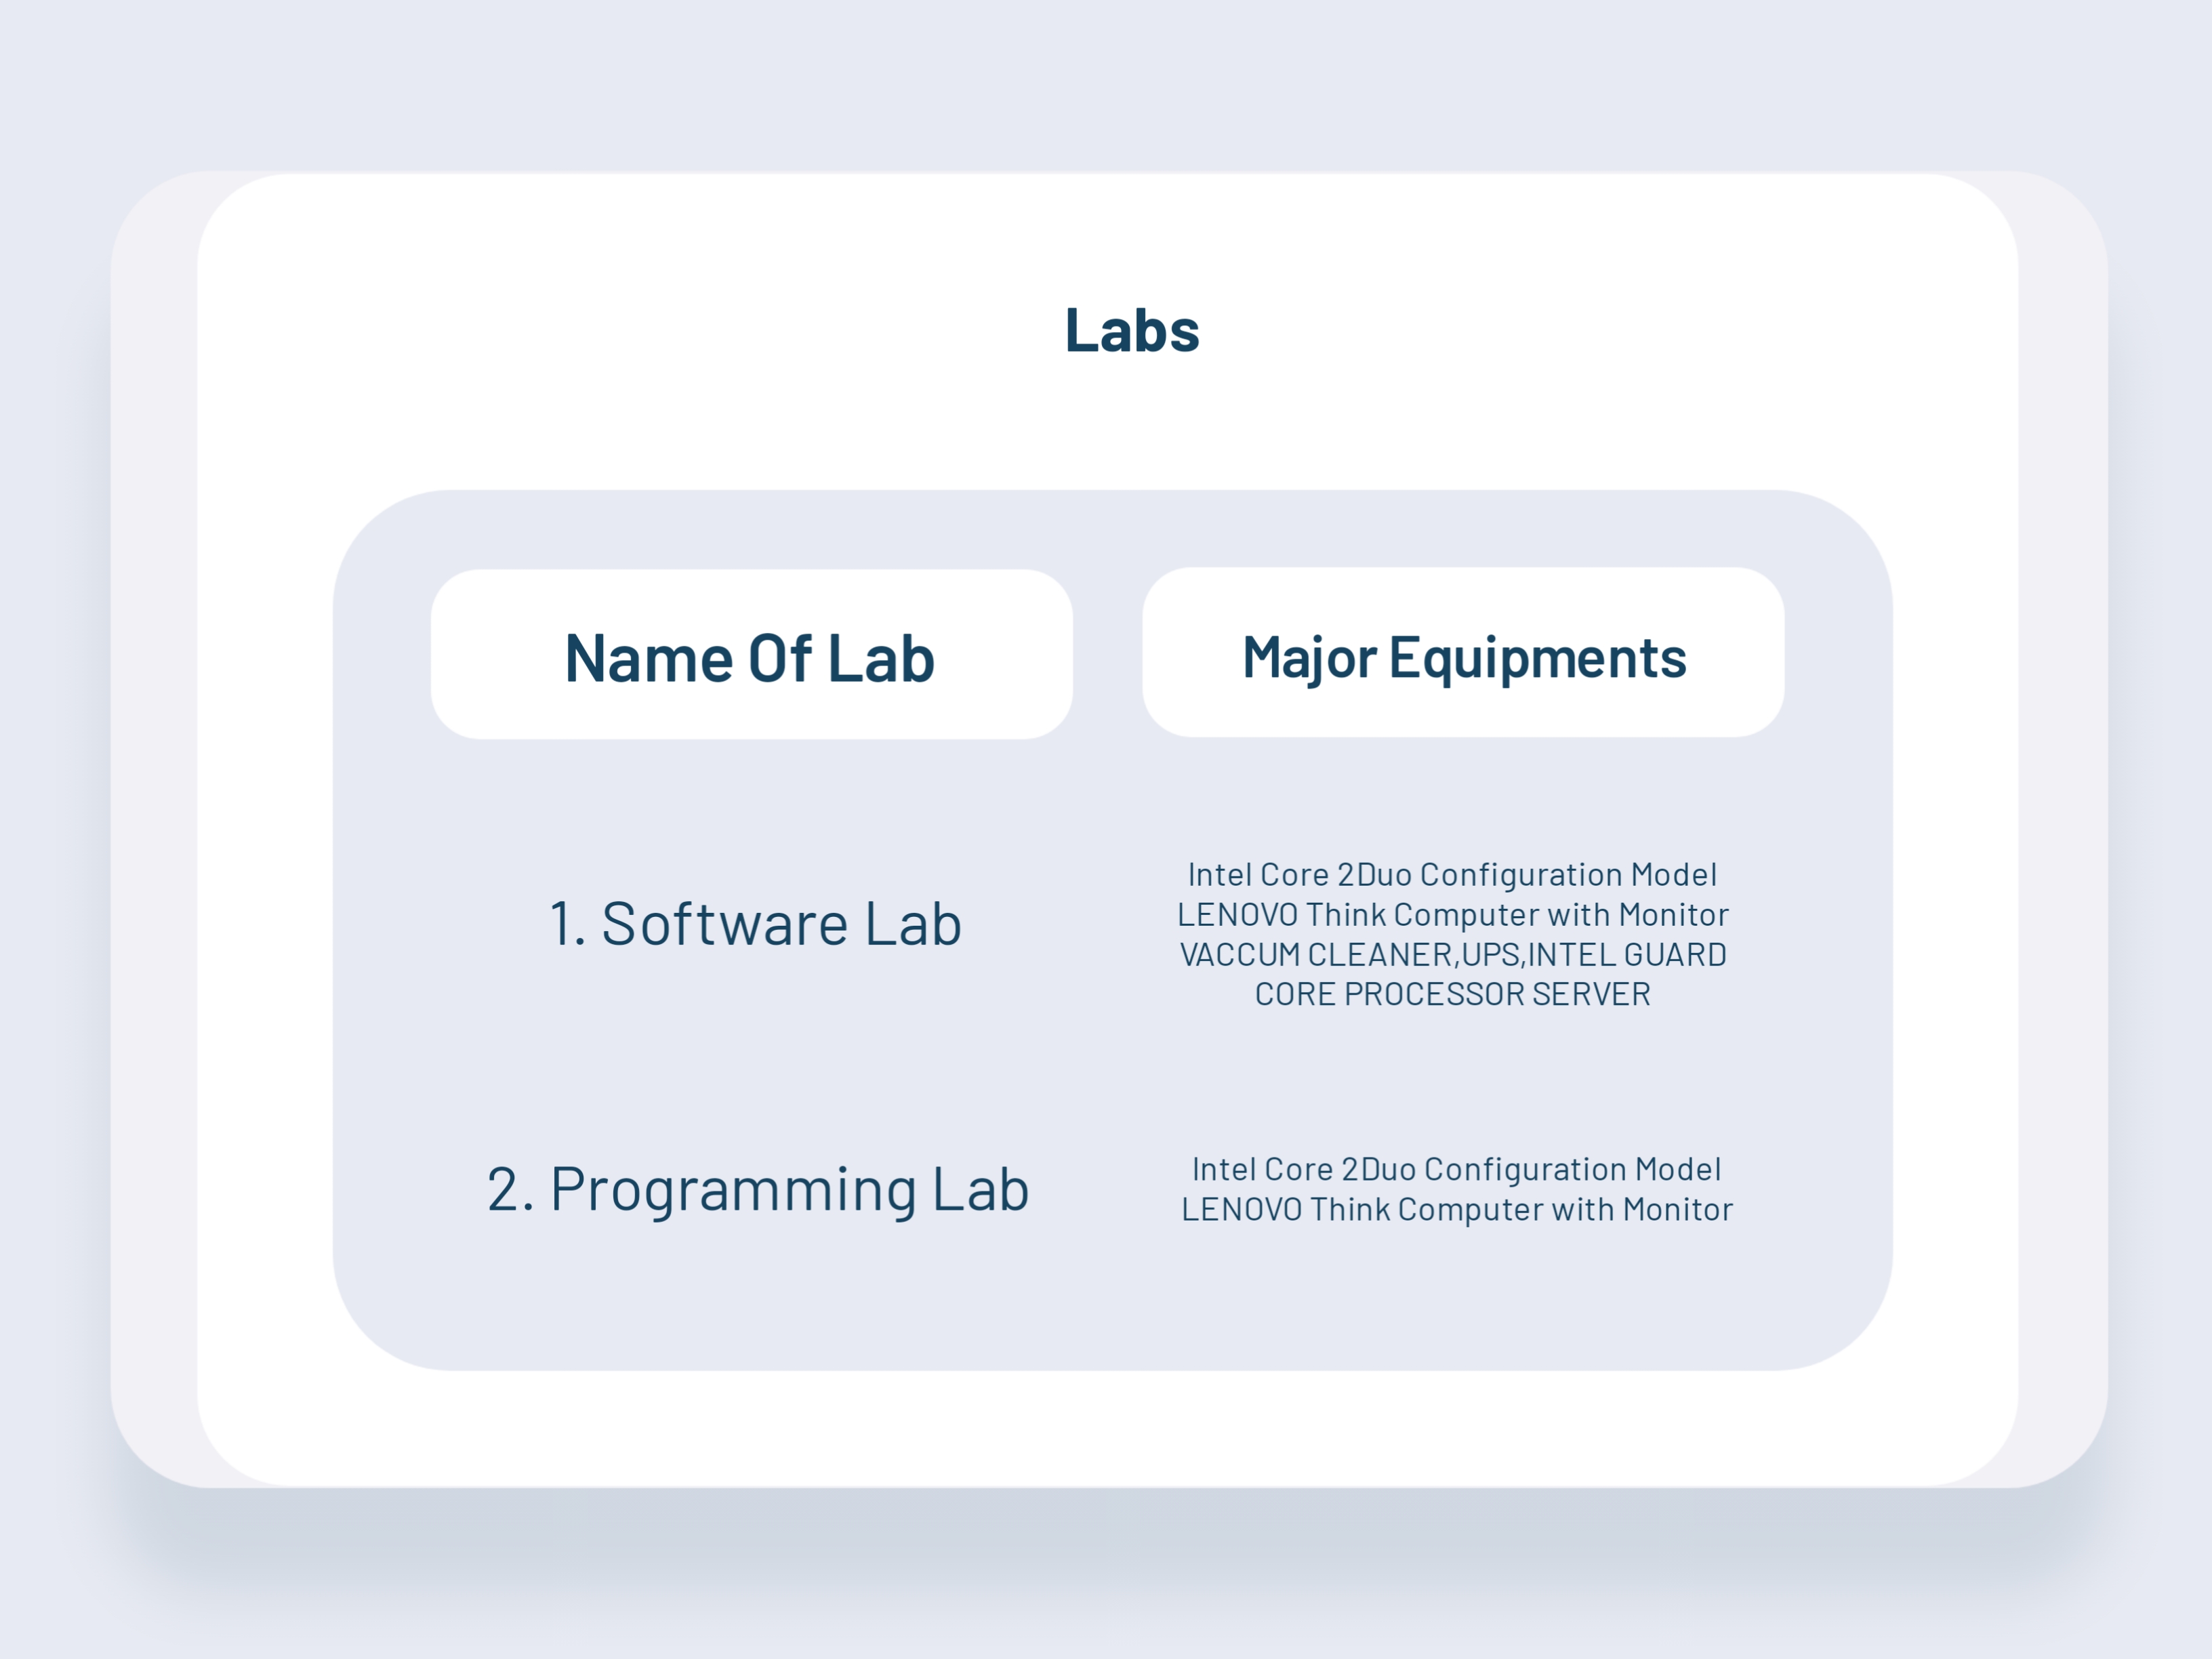 Labs
Name Of Lab
Major Equipments
1. Software Lab
Intel Core 2Duo Configuration Model
LENOVO Think Computer with Monitor
VACCUM CLEANER,UPS,INTEL GUARD
CORE PROCESSOR SERVER
2. Programming Lab
Intel Core 2Duo Configuration Model
LENOVO Think Computer with Monitor